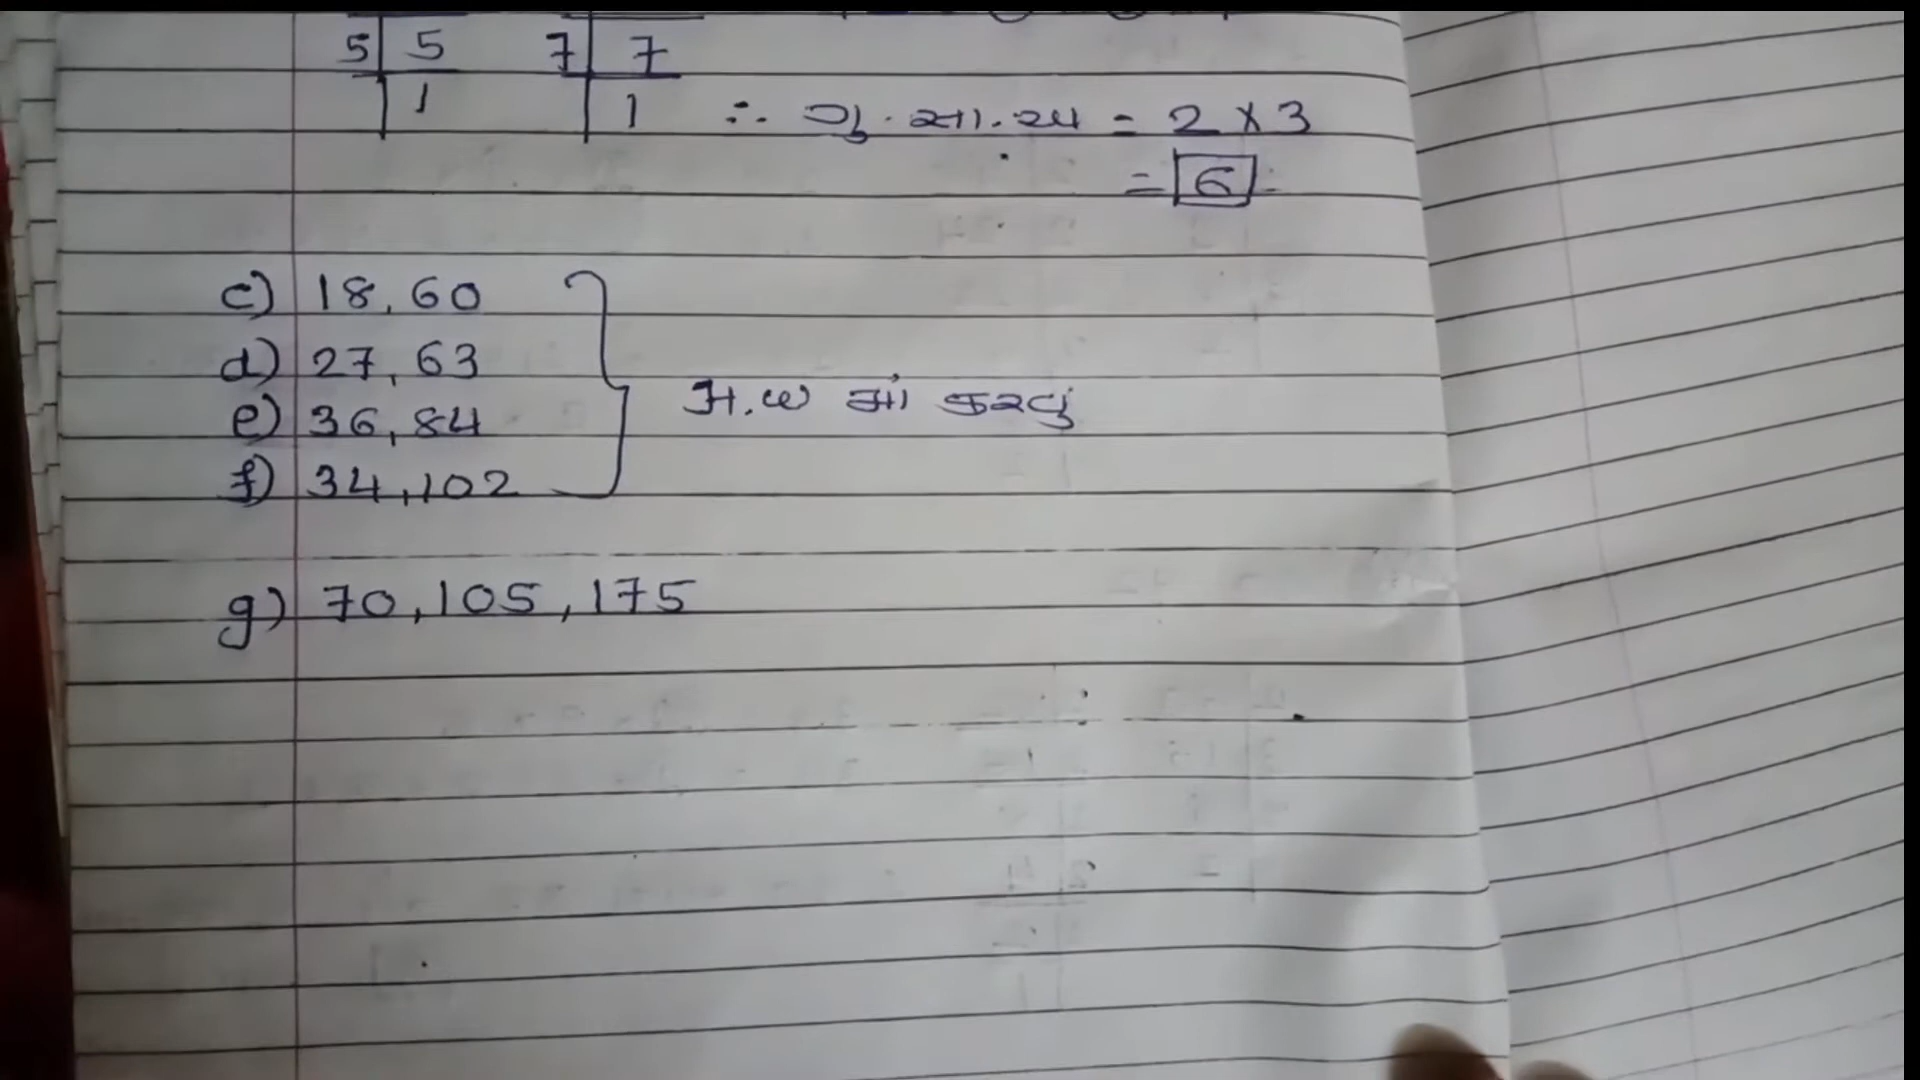 5 | 5 7 | 7
1 1 ∴ ગુ.સા.અ = 2 x 3
= 6
c) 18, 60
d) 27, 63
e) 36, 84 મ.વ માં કરવું
f) 34, 102
g) 70, 105, 175